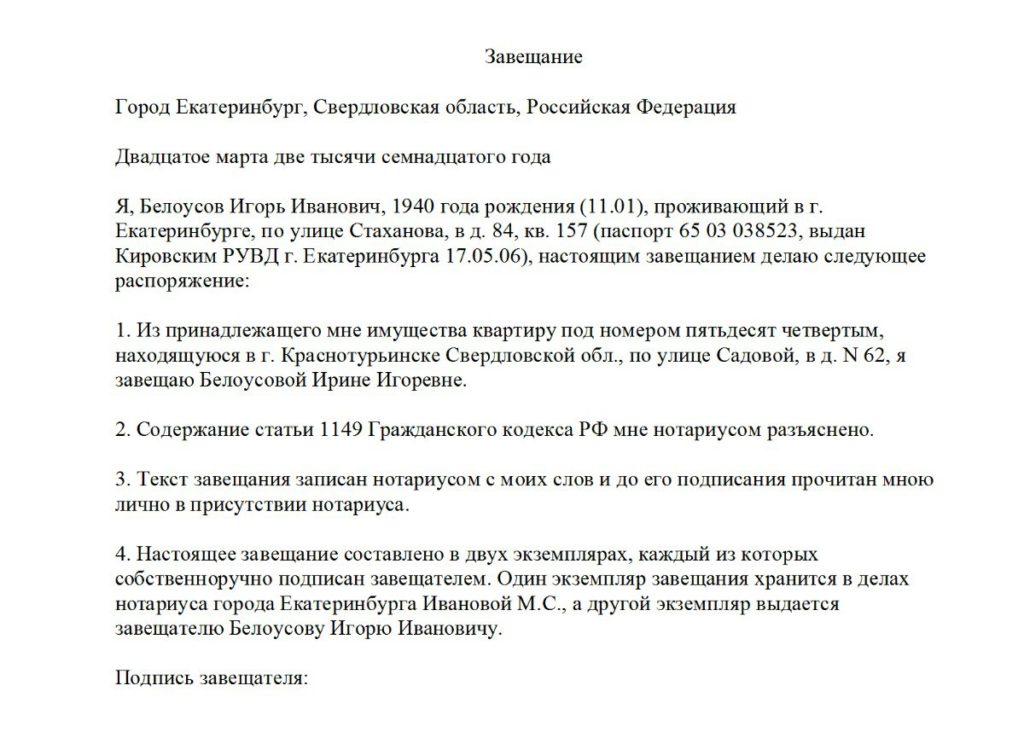 Завещание
Город Екатеринбург, Свердловская область, Российская Федерация
Двадцатое марта две тысячи семнадцатого года
Я, Белоусов Игорь Иванович, 1940 года рождения (11.01), проживающий в г.
Екатеринбурге, по улице Стаханова, в д. 84, кв. 157 (паспорт 65 03 038523, выдан
Кировским РУВД г. Екатеринбурга 17.05.06), настоящим завещанием делаю следующее
распоряжение:
1. Из принадлежащего мне имущества квартиру под номером пятьдесят четвертым,
находящуюся в г. Краснотурьинске Свердловской обл., по улице Садовой, в д. N 62, я
завещаю Белоусовой Ирине Игоревне.
2. Содержание статьи 1149 Гражданского кодекса РФ мне нотариусом разъяснено.
3. Текст завещания записан нотариусом с моих слов и до его подписания прочитан мною
лично в присутствии нотариуса.
4. Настоящее завещание составлено в двух экземплярах, каждый из которых
собственноручно подписан завещателем. Один экземпляр завещания хранится в делах
нотариуса города Екатеринбурга Ивановой М.С., а другой экземпляр выдается
завещателю Белоусову Игорю Ивановичу.
Подпись завещателя: